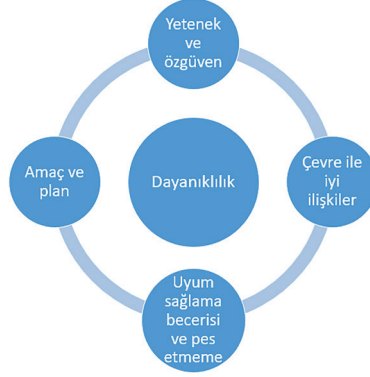 Yetenek
ve
özgüven
Amaç ve
plan
Dayanıklılık
Çevre ile
iyi
ilişkiler
Uyum
sağlama
becerisi
ve pes
etmeme